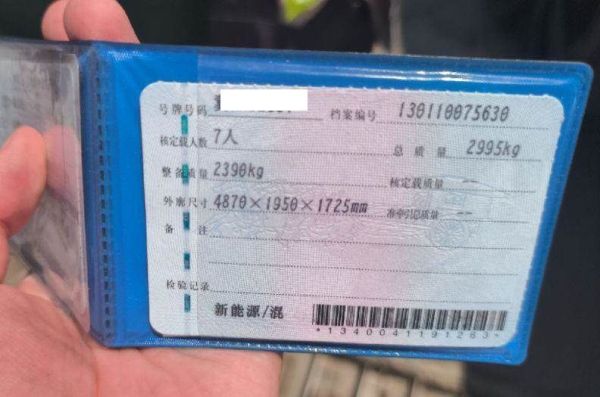 号牌号码 档案编号 130110075630
核定载人数 7人 总质量 2995kg
整备质量 2390kg 核定载质量 --
外廓尺寸 4870×1950×1725mm 准牵引总质量 --
备注
检验记录
新能源/混
*1340041191263*